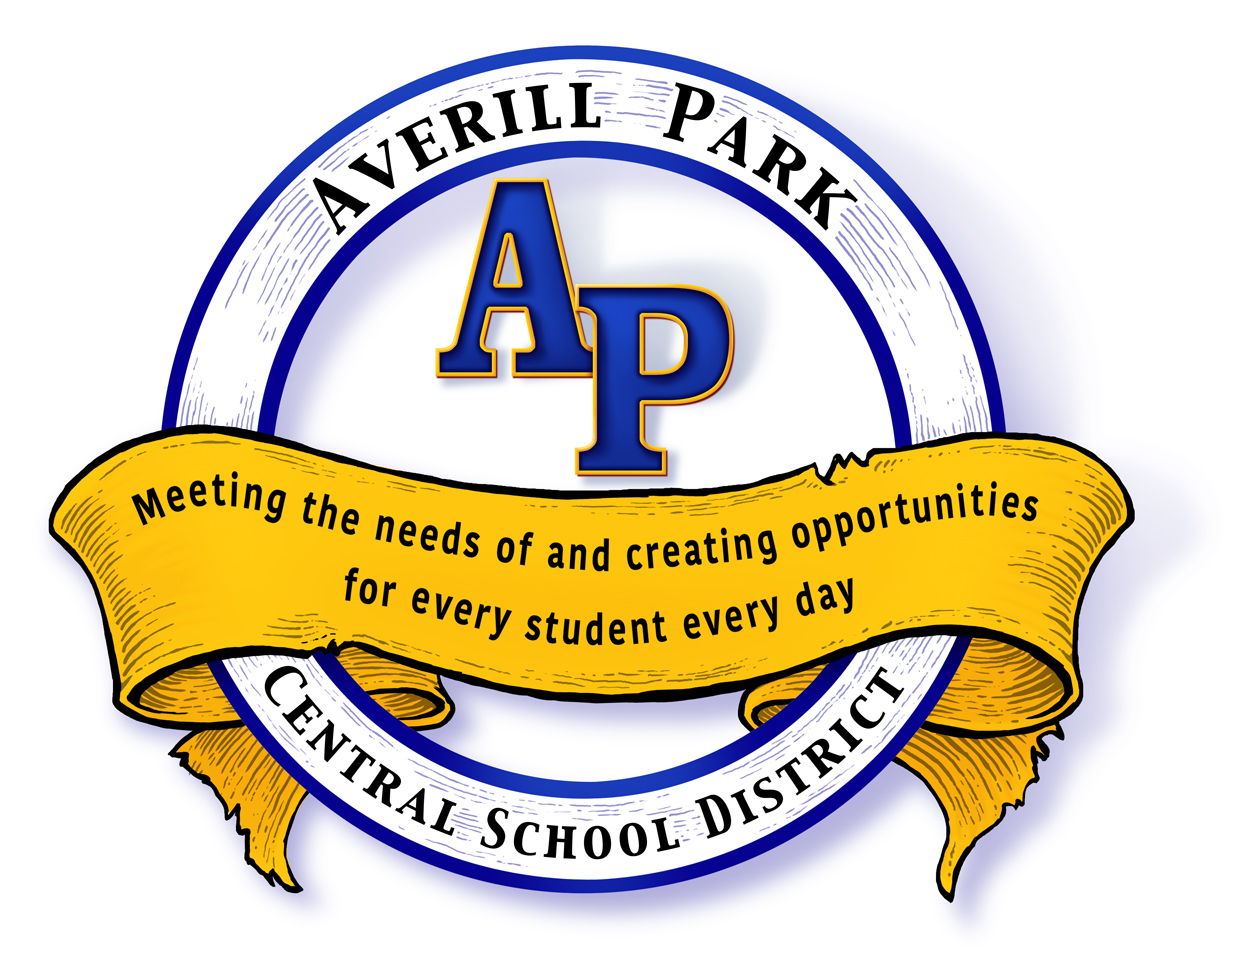 AVERILL PARK
AP
Meeting the needs of and creating opportunities
for every student every day
CENTRAL SCHOOL DISTRICT